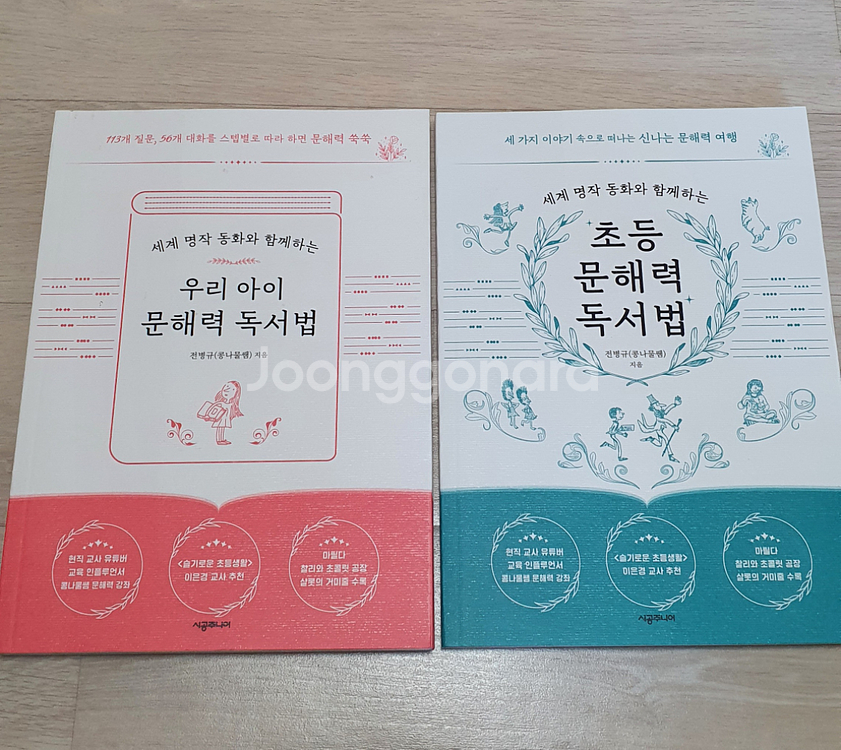 113개 질문, 56개 대화를 스텝별로 따라 하면 문해력 쑥쑥
세계 명작 동화와 함께하는
우리 아이
문해력 독서법
전병규(콩나물쌤) 지음
현직 교사 유튜버
교육 인플루언서
콩나물쌤 문해력 강좌
<슬기로운 초등생활>
이은경 교사 추천
마틸다
찰리와 초콜릿 공장
샬롯의 거미줄 수록
시공주니어
세 가지 이야기 속으로 떠나는 신나는 문해력 여행
세계 명작 동화와 함께하는
초등
문해력
독서법
전병규(콩나물쌤)
지음
현직 교사 유튜버
교육 인플루언서
콩나물쌤 문해력 강좌
<슬기로운 초등생활>
이은경 교사 추천
마틸다
찰리와 초콜릿 공장
샬롯의 거미줄 수록
시공주니어
Joonggonara